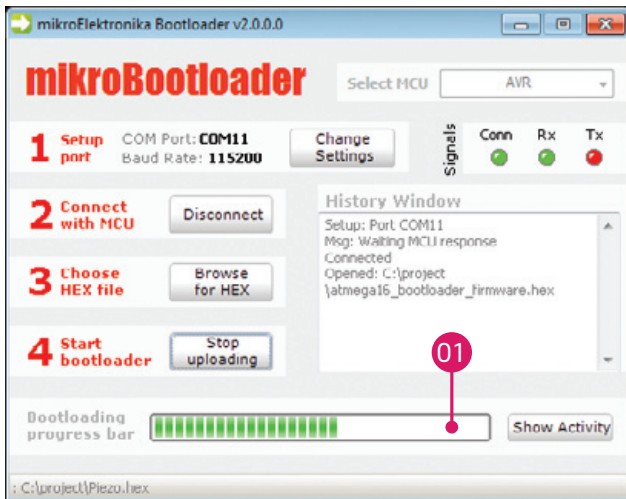 mikroElektronika Bootloader v2.0.0.0
mikroBootloader
Select MCU
AVR
1 Setup port
COM Port: COM11
Baud Rate: 115200
Change Settings
Signals
Conn Rx Tx
2 Connect with MCU
Disconnect
History Window
Setup: Port COM11
Msg: Waiting MCU response
Connected
Opened: C:\project
\atmega16_bootloader_firmware.hex
3 Choose HEX file
Browse for HEX
4 Start bootloader
Stop uploading
01
Bootloading progress bar
Show Activity
: C:\project\Piezo.hex